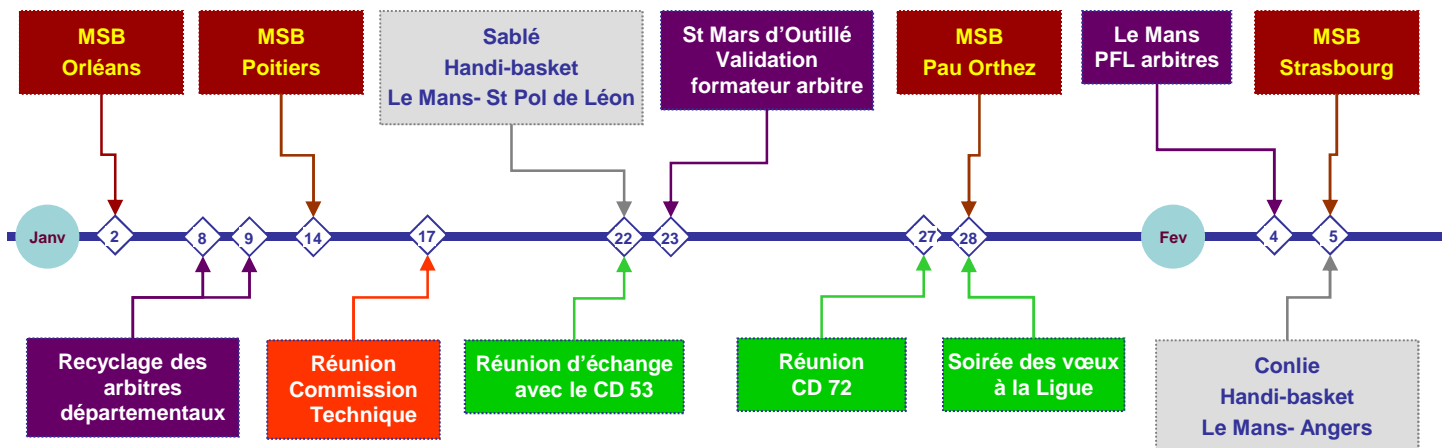 MSB
Orléans
MSB
Poitiers
Sablé
Handi-basket
Le Mans- St Pol de Léon
St Mars d’Outillé
Validation
formateur arbitre
MSB
Pau Orthez
Le Mans
PFL arbitres
MSB
Strasbourg
Janv
2
8
9
14
17
22
23
27
28
Fev
4
5
Recyclage des
arbitres
départementaux
Réunion
Commission
Technique
Réunion d’échange
avec le CD 53
Réunion
CD 72
Soirée des vœux
à la Ligue
Conlie
Handi-basket
Le Mans- Angers